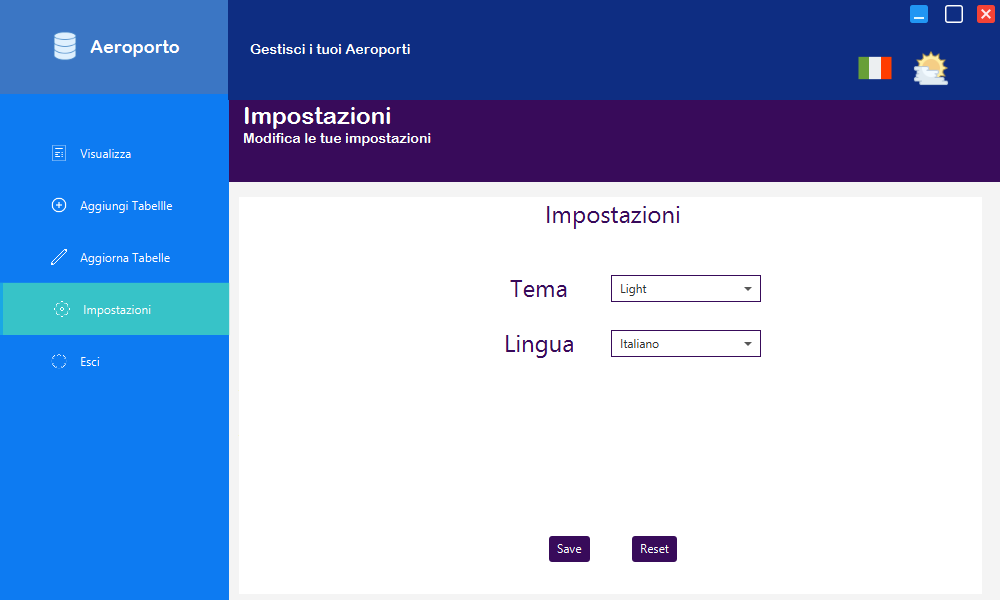 Aeroporto
Gestisci i tuoi Aeroporti
Impostazioni
Modifica le tue impostazioni
Visualizza
Aggiungi Tabellle
Aggiorna Tabelle
Impostazioni
Esci
Impostazioni
Tema Light
Lingua Italiano
Save Reset